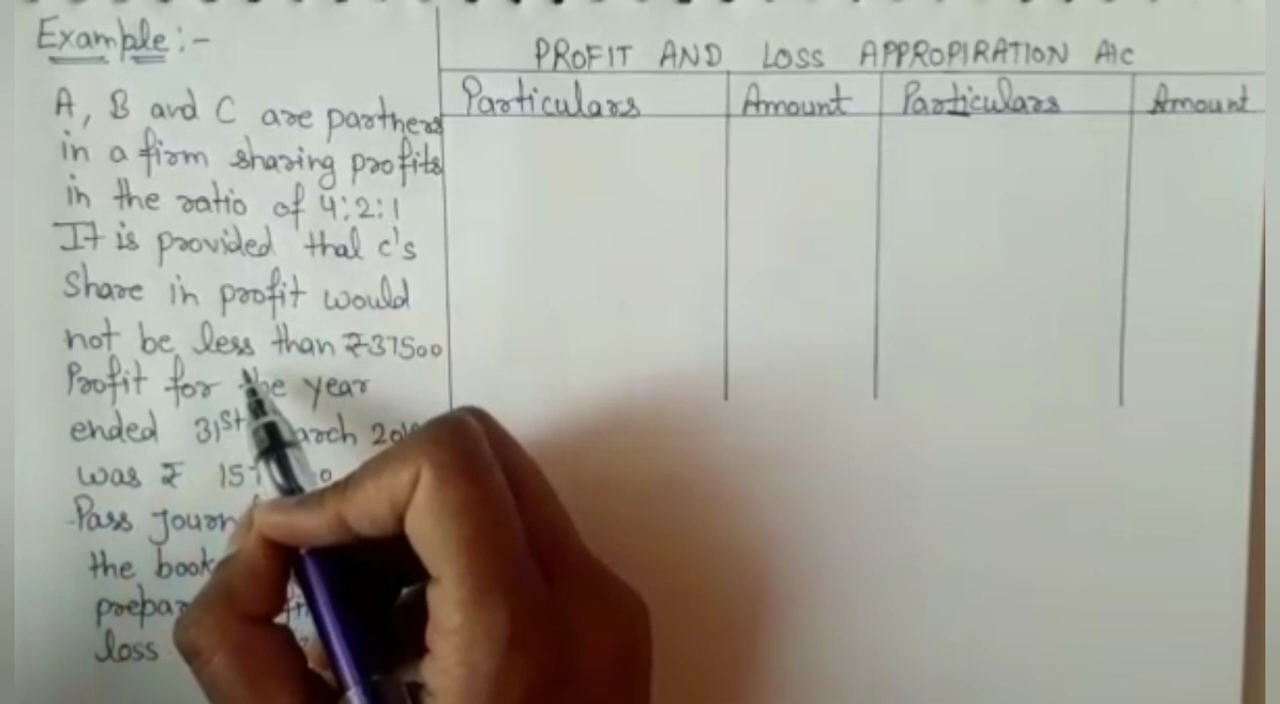 Example:-
A, B and C are partners
in a firm sharing profits
in the ratio of 4:2:1
It is provided that c's
Share in profit would
not be less than ₹37500
Profit for the year
ended 31st March
was ₹
Pass
the
loss
PROFIT AND LOSS APPROPIRATION A/c
Particulars Amount Particulars Amount